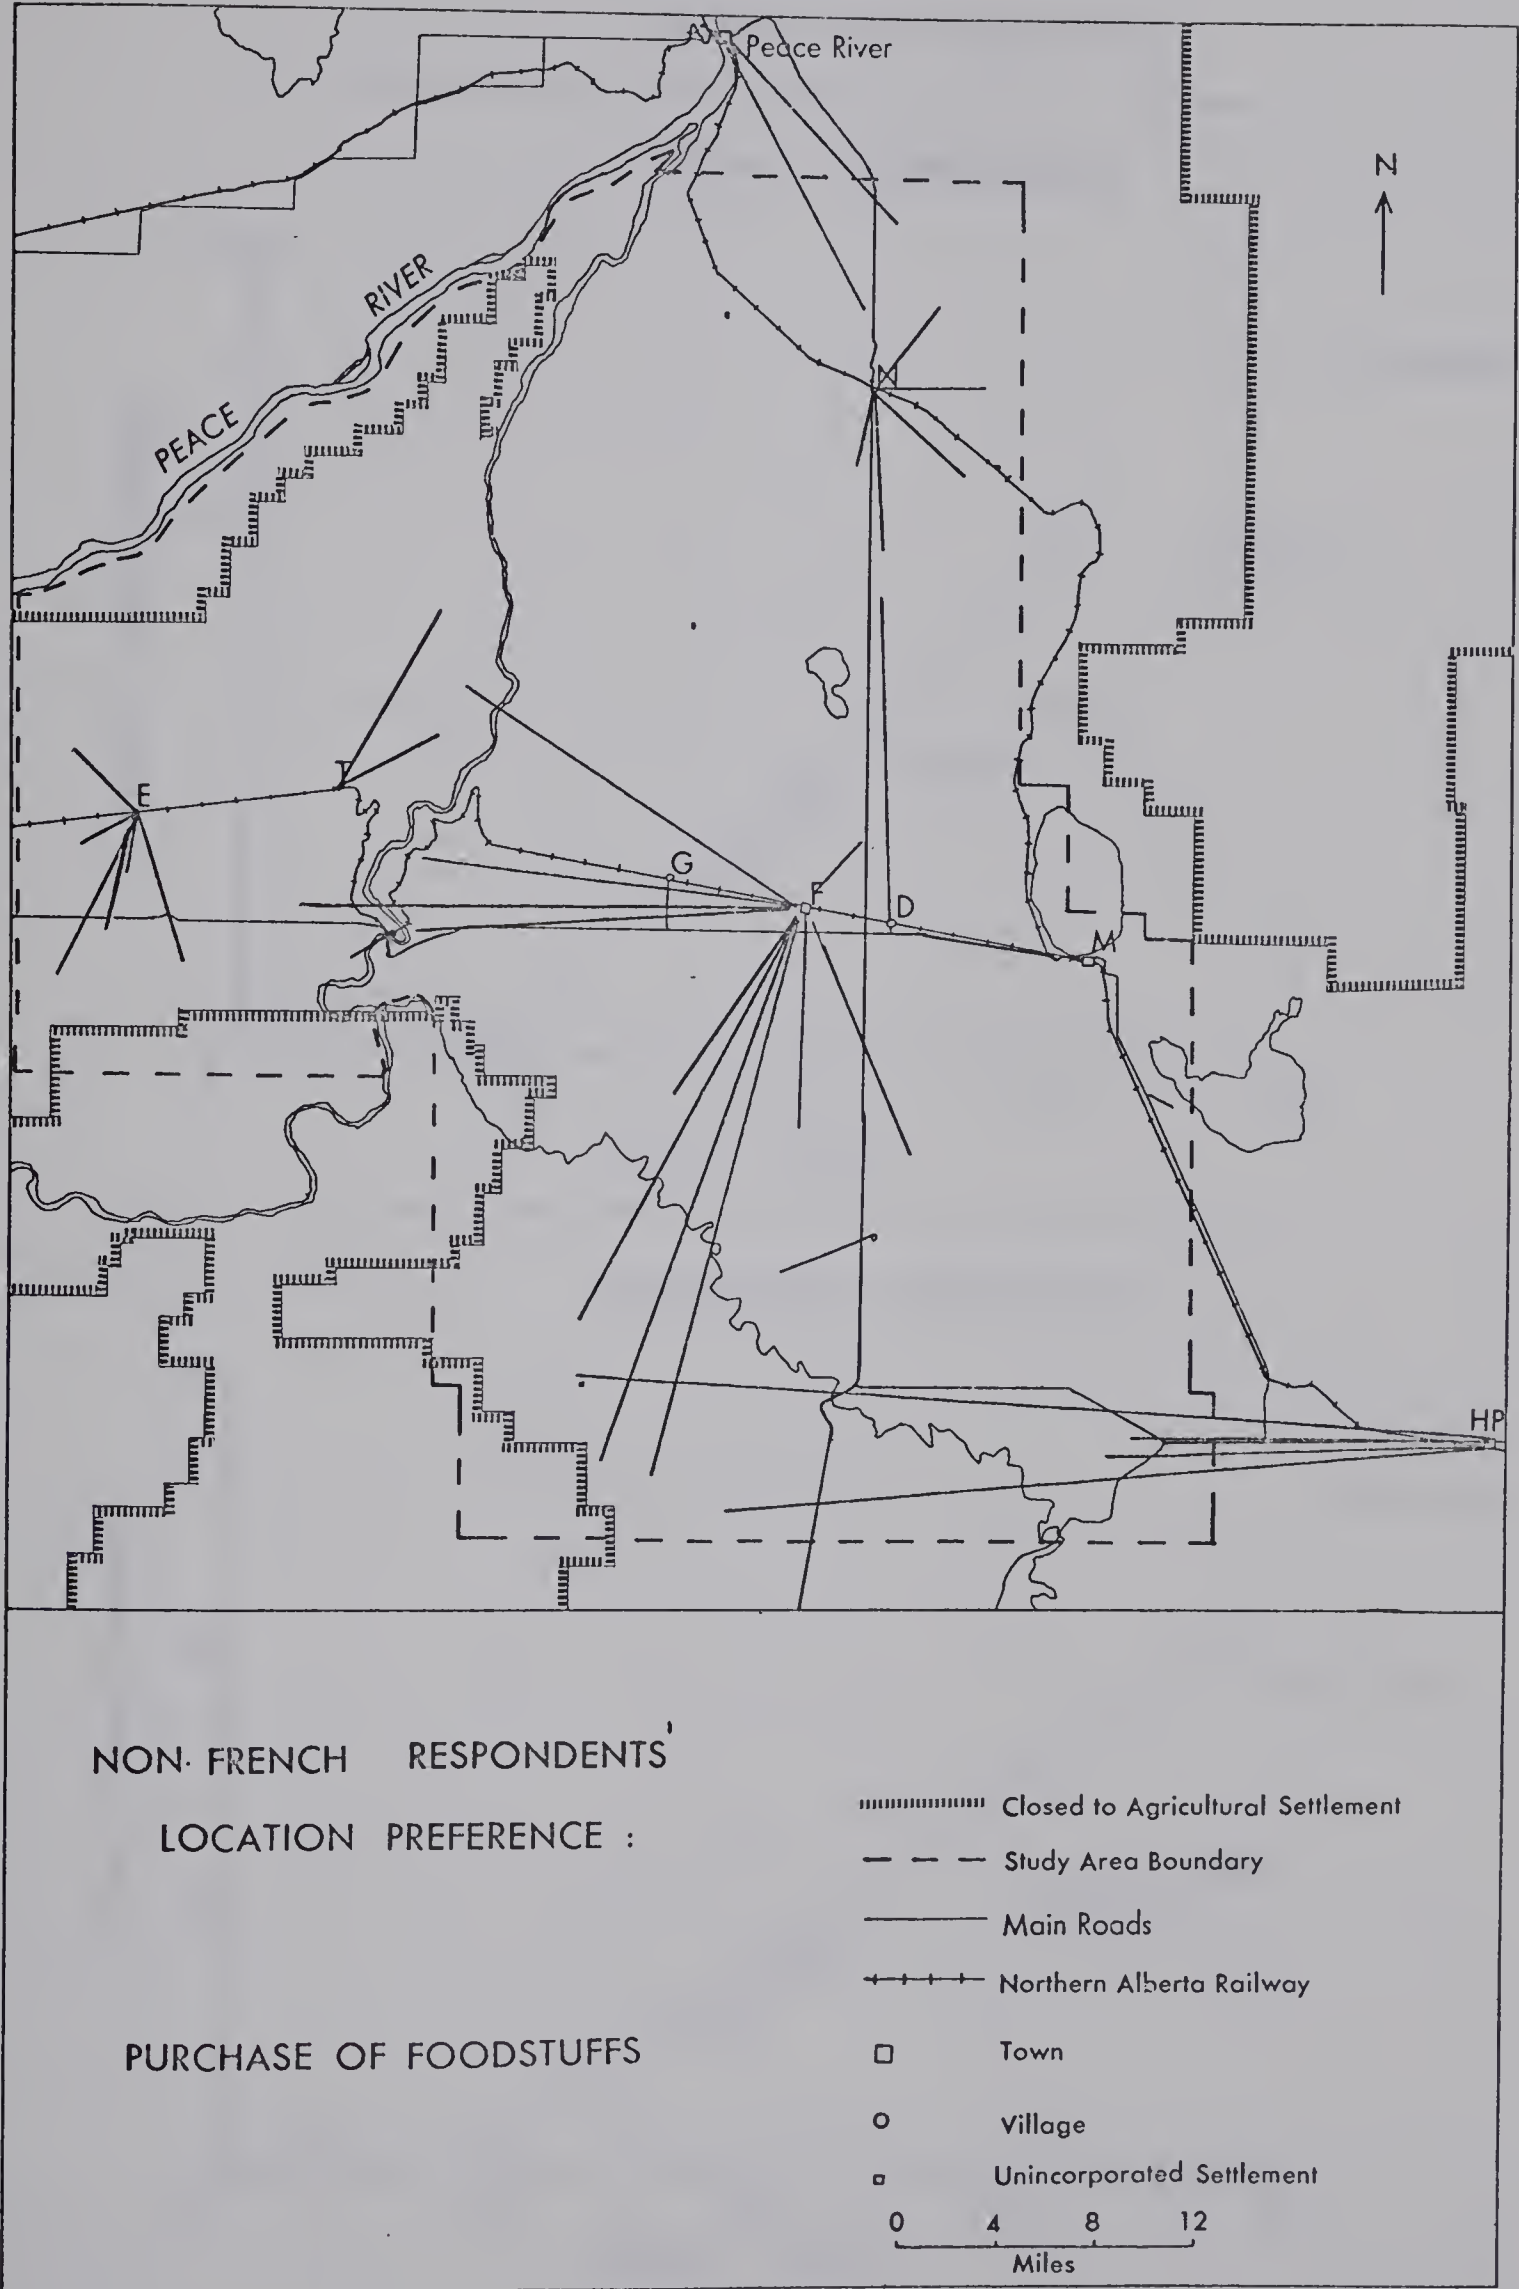 Peace River
N
RIVER
PEACE
N
T
E
G
F
D
M
HP
NON- FRENCH RESPONDENTS'
LOCATION PREFERENCE :
PURCHASE OF FOODSTUFFS
Closed to Agricultural Settlement
Study Area Boundary
Main Roads
Northern Alberta Railway
Town
Village
Unincorporated Settlement
0 4 8 12
Miles